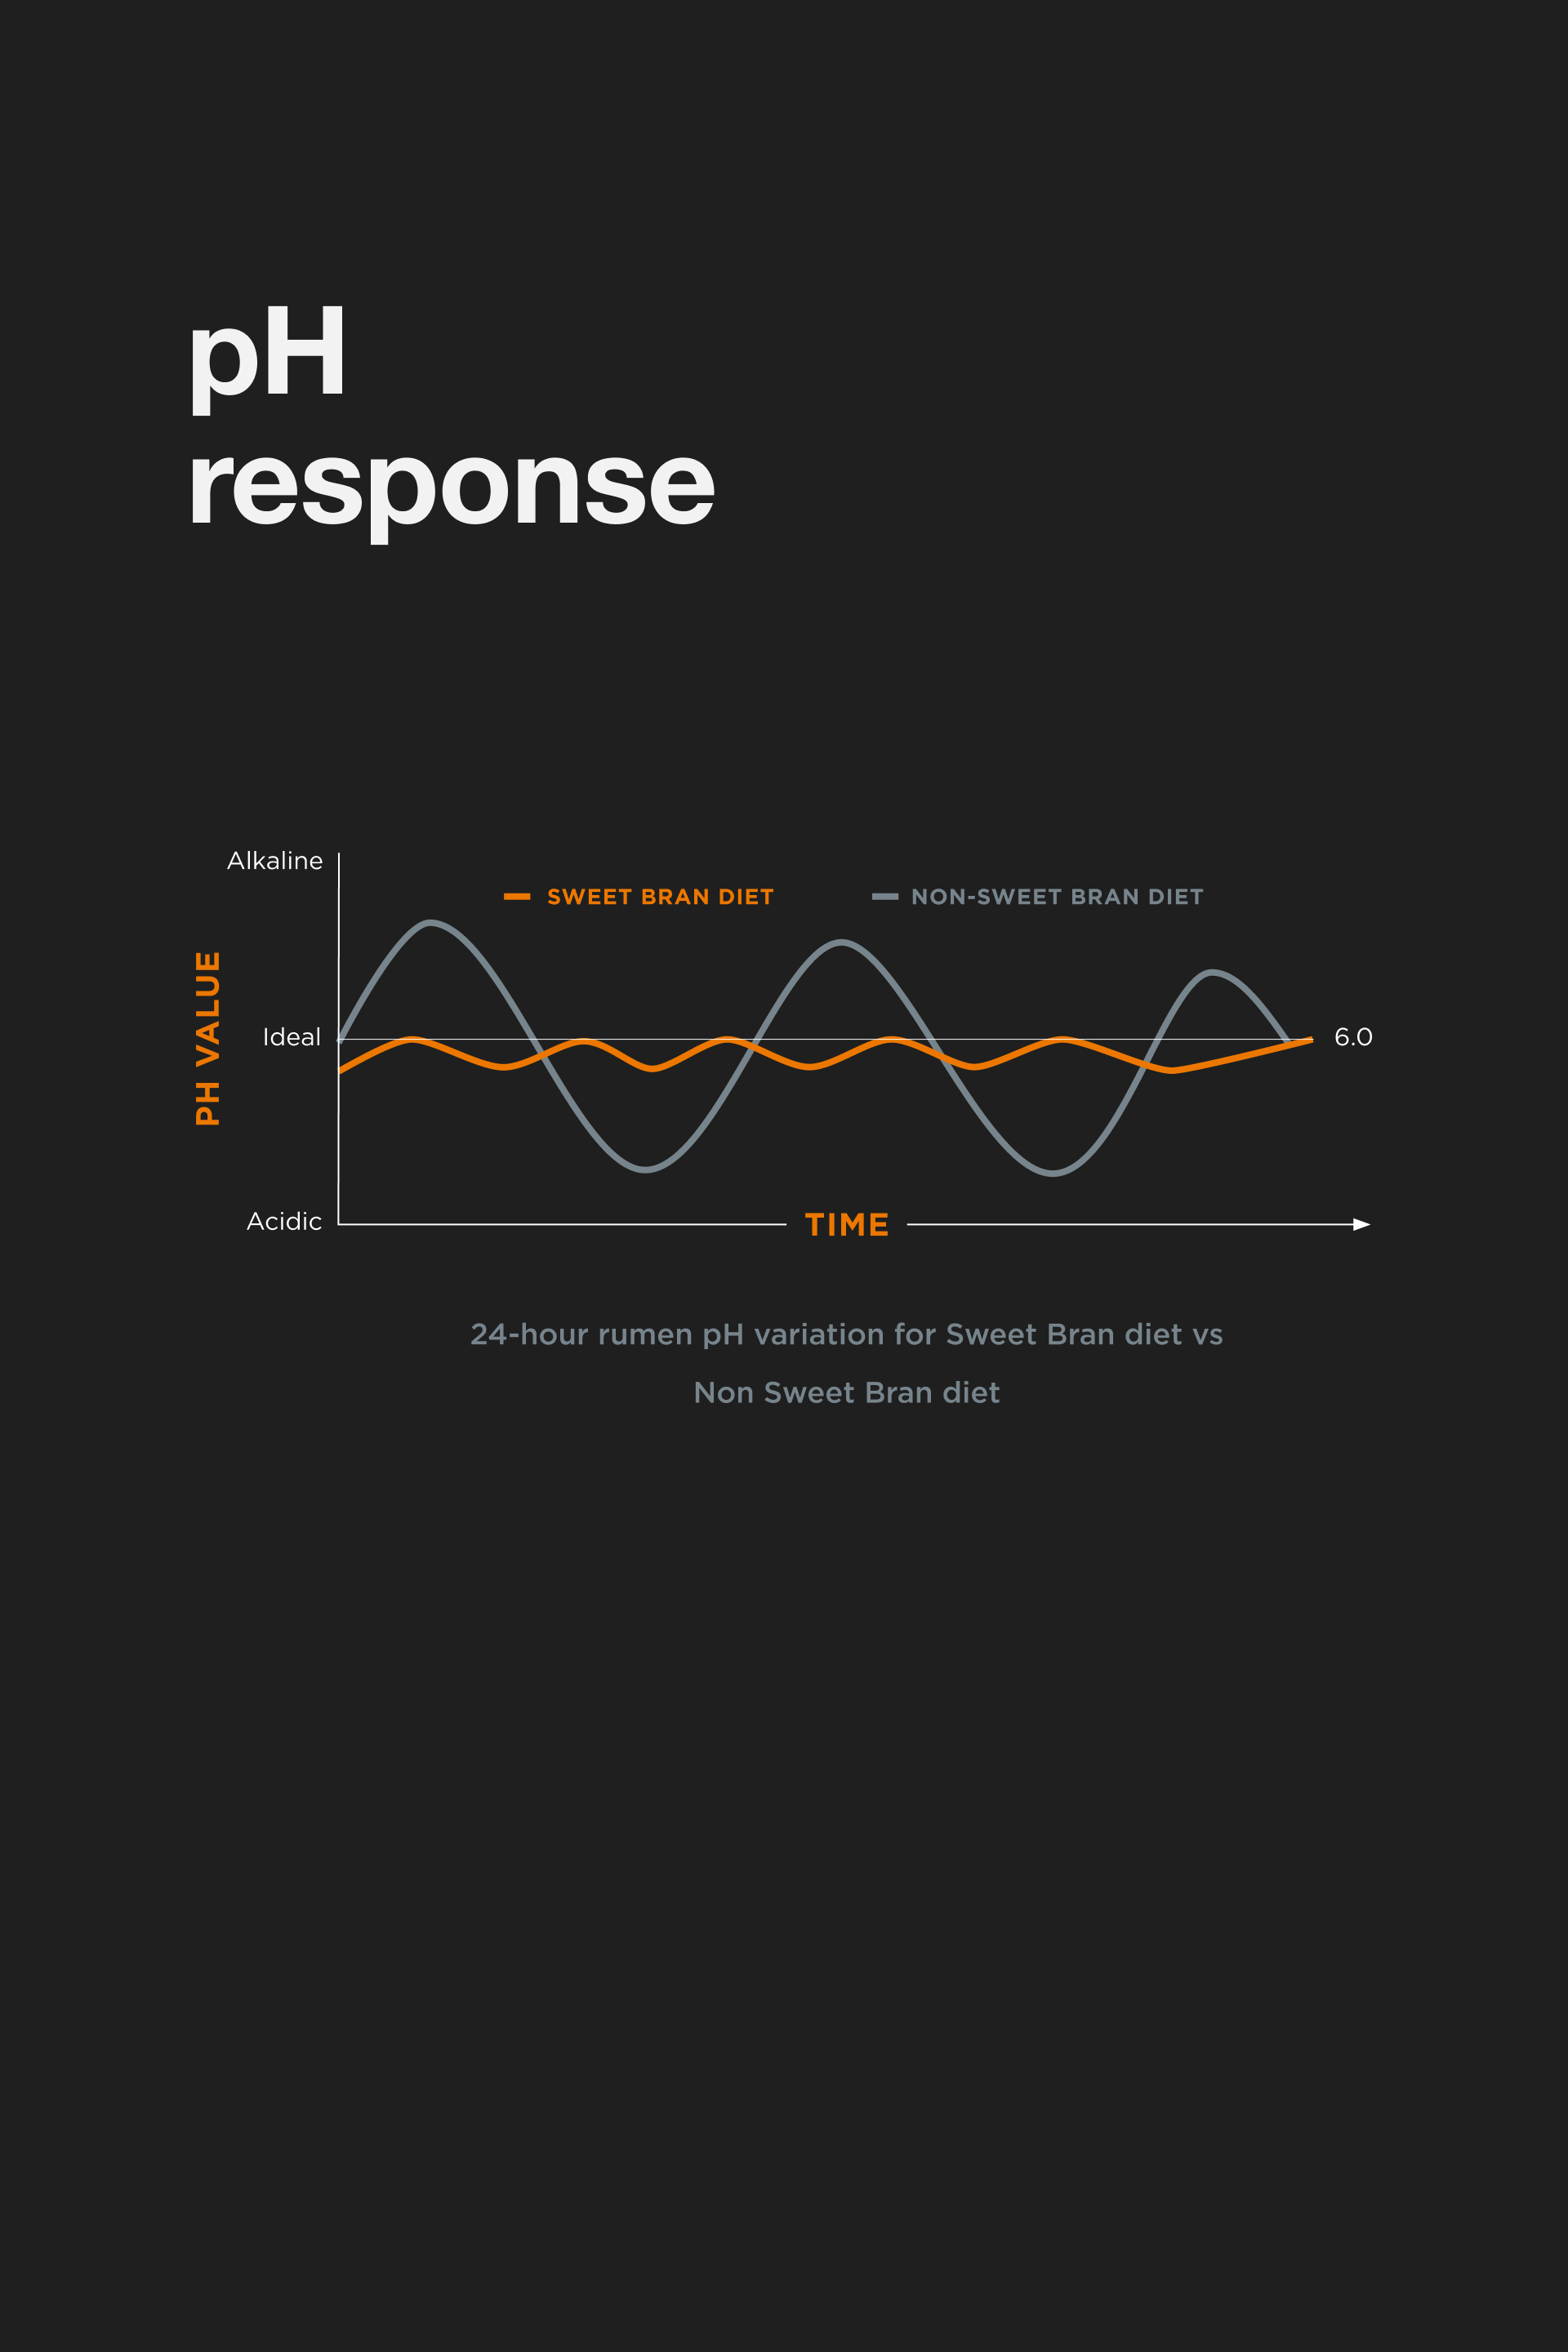 pH
response
Alkaline
SWEET BRAN DIET
NON-SWEET BRAN DIET
PH VALUE
Ideal
6.0
Acidic
TIME
24-hour rumen pH variation for Sweet Bran diet vs
Non Sweet Bran diet